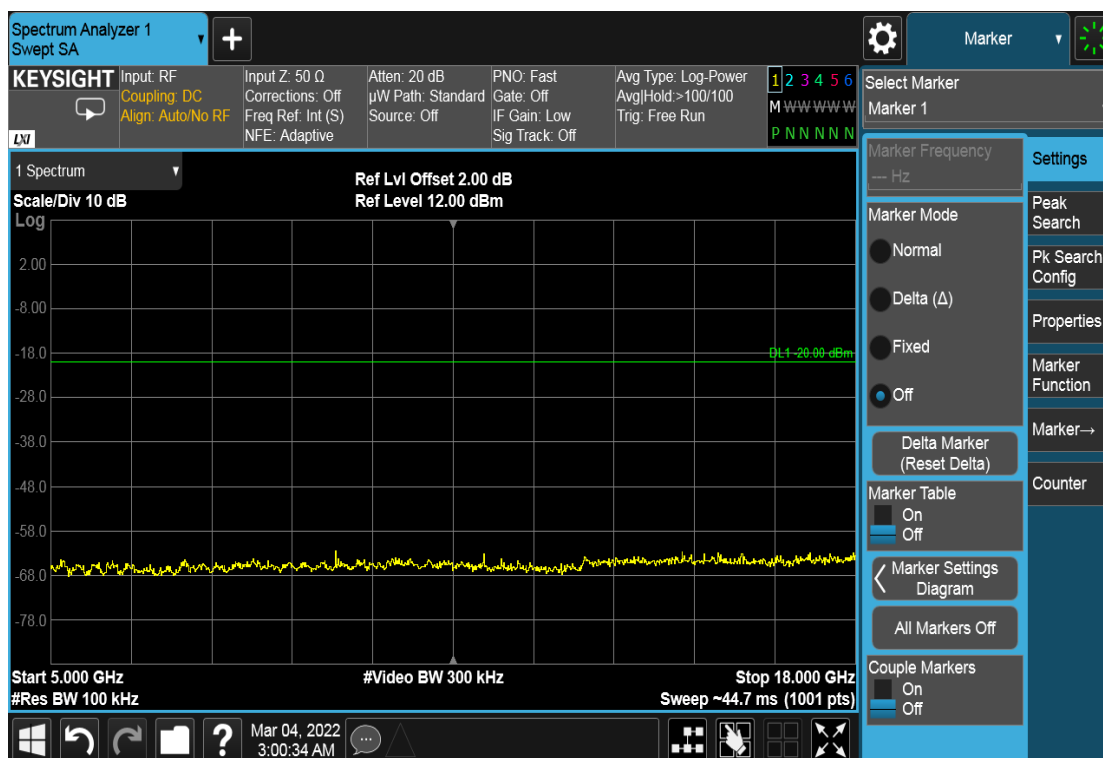 Spectrum Analyzer 1
Swept SA
+
Marker
KEYSIGHT
LXI
Input: RF
Coupling: DC
Align: Auto/No RF
Input Z: 50 Ω
Corrections: Off
Freq Ref: Int (S)
NFE: Adaptive
Atten: 20 dB
µW Path: Standard
Source: Off
PNO: Fast
Gate: Off
IF Gain: Low
Sig Track: Off
Avg Type: Log-Power
Avg|Hold:>100/100
Trig: Free Run
1 2 3 4 5 6
M W W W W W
P N N N N N
1 Spectrum
Scale/Div 10 dB
Log
Ref Lvl Offset 2.00 dB
Ref Level 12.00 dBm
2.00
-8.00
-18.0
DL1 -20.00 dBm
-28.0
-38.0
-48.0
-58.0
-68.0
-78.0
Start 5.000 GHz
#Res BW 100 kHz
#Video BW 300 kHz
Stop 18.000 GHz
Sweep ~44.7 ms (1001 pts)
?
Mar 04, 2022
3:00:34 AM
Select Marker
Marker 1
Marker Frequency
--- Hz
Marker Mode
Normal
Delta (Δ)
Fixed
Off
Delta Marker
(Reset Delta)
Marker Table
On
Off
Marker Settings
Diagram
All Markers Off
Couple Markers
On
Off
Settings
Peak
Search
Pk Search
Config
Properties
Marker
Function
Marker→
Counter